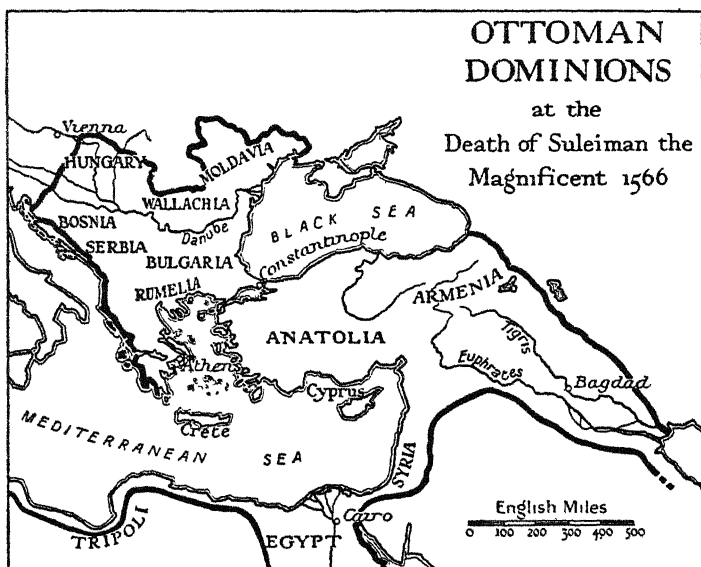 OTTOMAN
DOMINIONS
at the
Death of Suleiman the
Magnificent 1566
Vienna
HUNGARY
MOLDAVIA
WALLACHIA
BOSNIA
SERBIA
Danube
BULGARIA
BLACK SEA
Constantinople
RUMELIA
ARMENIA
ANATOLIA
Tigris
Athens
Euphrates
Bagdad
Cyprus
Crete
MEDITERRANEAN SEA
SYRIA
Cairo
TRIPOLI
EGYPT
English Miles
0 100 200 300 400 500